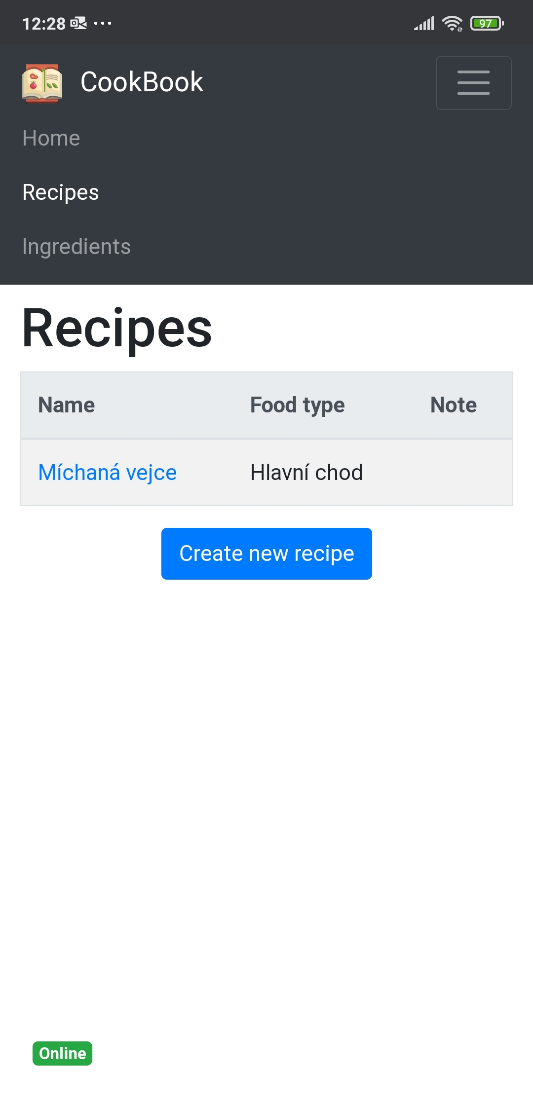 12:28 ···
97
CookBook
Home
Recipes
Ingredients
Recipes
Name Food type Note
Míchaná vejce Hlavní chod
Create new recipe
Online